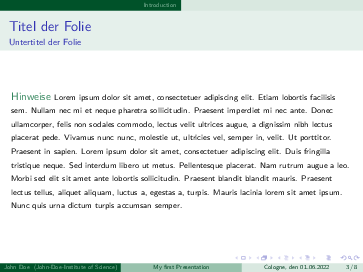 Introduction
Titel der Folie
Untertitel der Folie
Hinweise Lorem ipsum dolor sit amet, consectetuer adipiscing elit. Etiam lobortis facilisis
sem. Nullam nec mi et neque pharetra sollicitudin. Praesent imperdiet mi nec ante. Donec
ullamcorper, felis non sodales commodo, lectus velit ultrices augue, a dignissim nibh lectus
placerat pede. Vivamus nunc nunc, molestie ut, ultricies vel, semper in, velit. Ut porttitor.
Praesent in sapien. Lorem ipsum dolor sit amet, consectetuer adipiscing elit. Duis fringilla
tristique neque. Sed interdum libero ut metus. Pellentesque placerat. Nam rutrum augue a leo.
Morbi sed elit sit amet ante lobortis sollicitudin. Praesent blandit blandit mauris. Praesent
lectus tellus, aliquet aliquam, luctus a, egestas a, turpis. Mauris lacinia lorem sit amet ipsum.
Nunc quis urna dictum turpis accumsan semper.
John Doe (John-Doe-Institute of Science) My first Presentation Cologne, den 01.06.2022 3 / 8